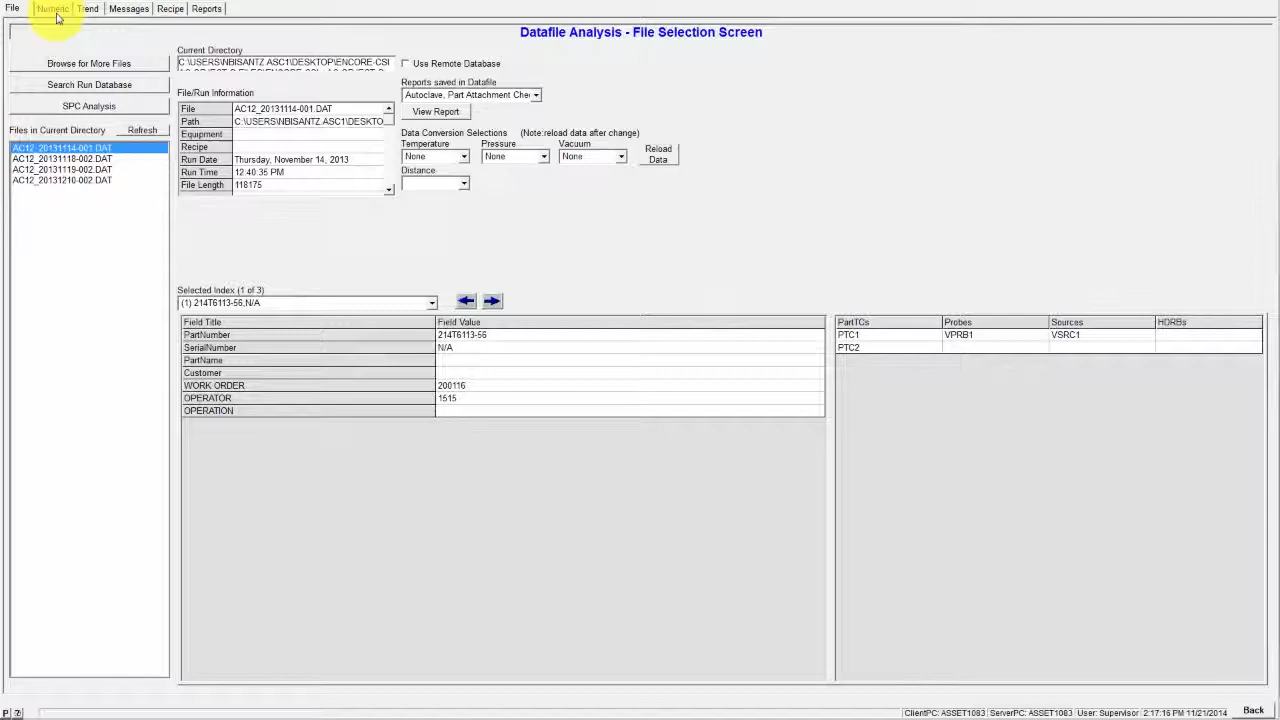 File Numeric Trend Messages Recipe Reports
Datafile Analysis - File Selection Screen
Browse for More Files
Search Run Database
SPC Analysis
Files in Current Directory Refresh
AC12_20131114-001.DAT
AC12_20131118-002.DAT
AC12_20131119-002.DAT
AC12_20131210-002.DAT
Current Directory
C:\USERS\NBISANTZ.ASC1\DESKTOP\ENCORE-CSI
File/Run Information
File AC12_20131114-001.DAT
Path C:\USERS\NBISANTZ.ASC1\DESKTO
Equipment
Recipe
Run Date Thursday, November 14, 2013
Run Time 12:40:35 PM
File Length 118175
Use Remote Database
Reports saved in Datafile
Autoclave, Part Attachment Chec
View Report
Data Conversion Selections (Note:reload data after change)
Temperature Pressure Vacuum
None None None
Reload
Data
Distance
Selected Index (1 of 3)
(1) 214T6113-56,N/A
Field Title Field Value
PartNumber 214T6113-56
SerialNumber N/A
PartName
Customer
WORK ORDER 200116
OPERATOR 1515
OPERATION
PartTCs Probes Sources HDRBs
PTC1 VPRB1 VSRC1
PTC2
P ?
ClientPC: ASSET1083 ServerPC: ASSET1083 User: Supervisor 2:17:16 PM 11/21/2014 Back